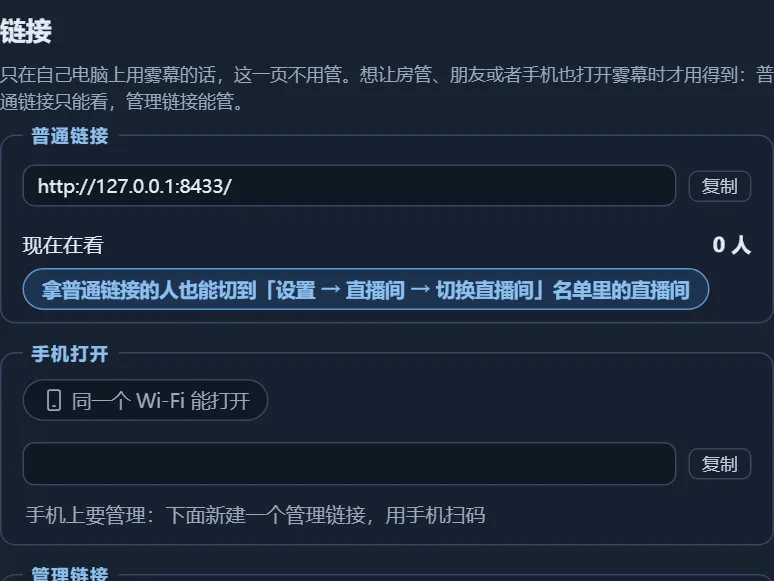 链接
只在自己电脑上用雾幕的话，这一页不用管。想让房管、朋友或者手机也打开雾幕时才用得到：普
通链接只能看，管理链接能管。
普通链接
http://127.0.0.1:8433/
复制
现在在看
0 人
拿普通链接的人也能切到「设置 → 直播间 → 切换直播间」名单里的直播间
手机打开
同一个 Wi-Fi 能打开
复制
手机上要管理：下面新建一个管理链接，用手机扫码
管理链接